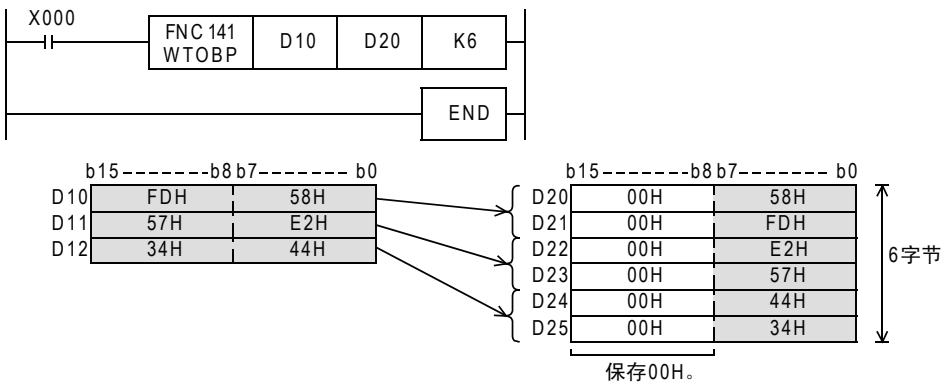 X000
FNC 141 WTOBP D10 D20 K6
END
b15-------b8 b7------- b0
D10 FDH 58H
D11 57H E2H
D12 34H 44H
b15-------b8 b7------- b0
D20 00H 58H
D21 00H FDH
D22 00H E2H
D23 00H 57H
D24 00H 44H
D25 00H 34H
6字节
保存00H。